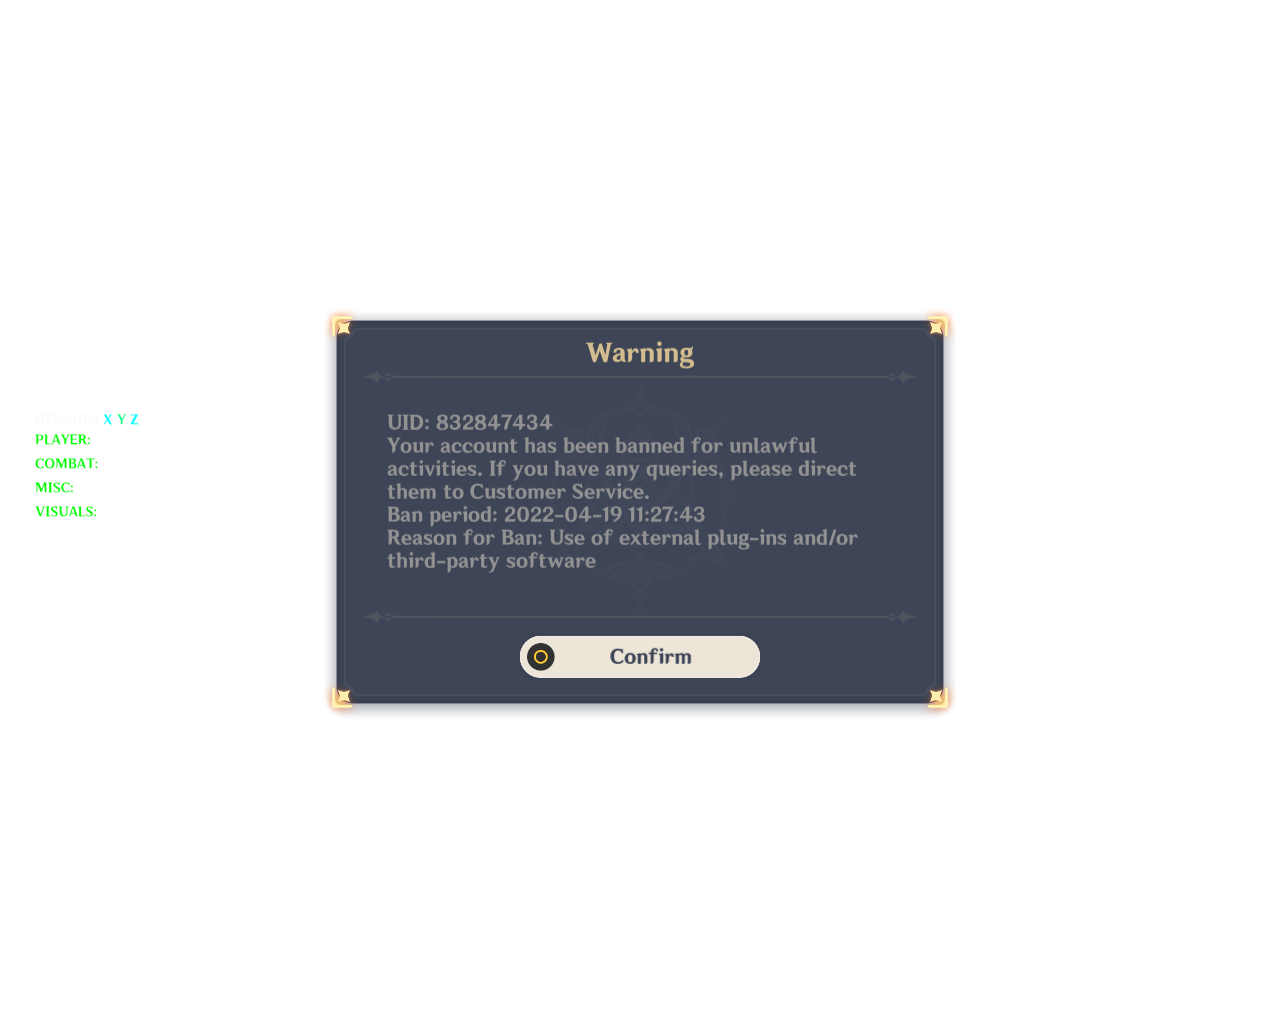 Warning
UID: 832847434
Your account has been banned for unlawful
activities. If you have any queries, please direct
them to Customer Service.
Ban period: 2022-04-19 11:27:43
Reason for Ban: Use of external plug-ins and/or
third-party software
Confirm
X Y Z
PLAYER:
COMBAT:
MISC:
VISUALS: